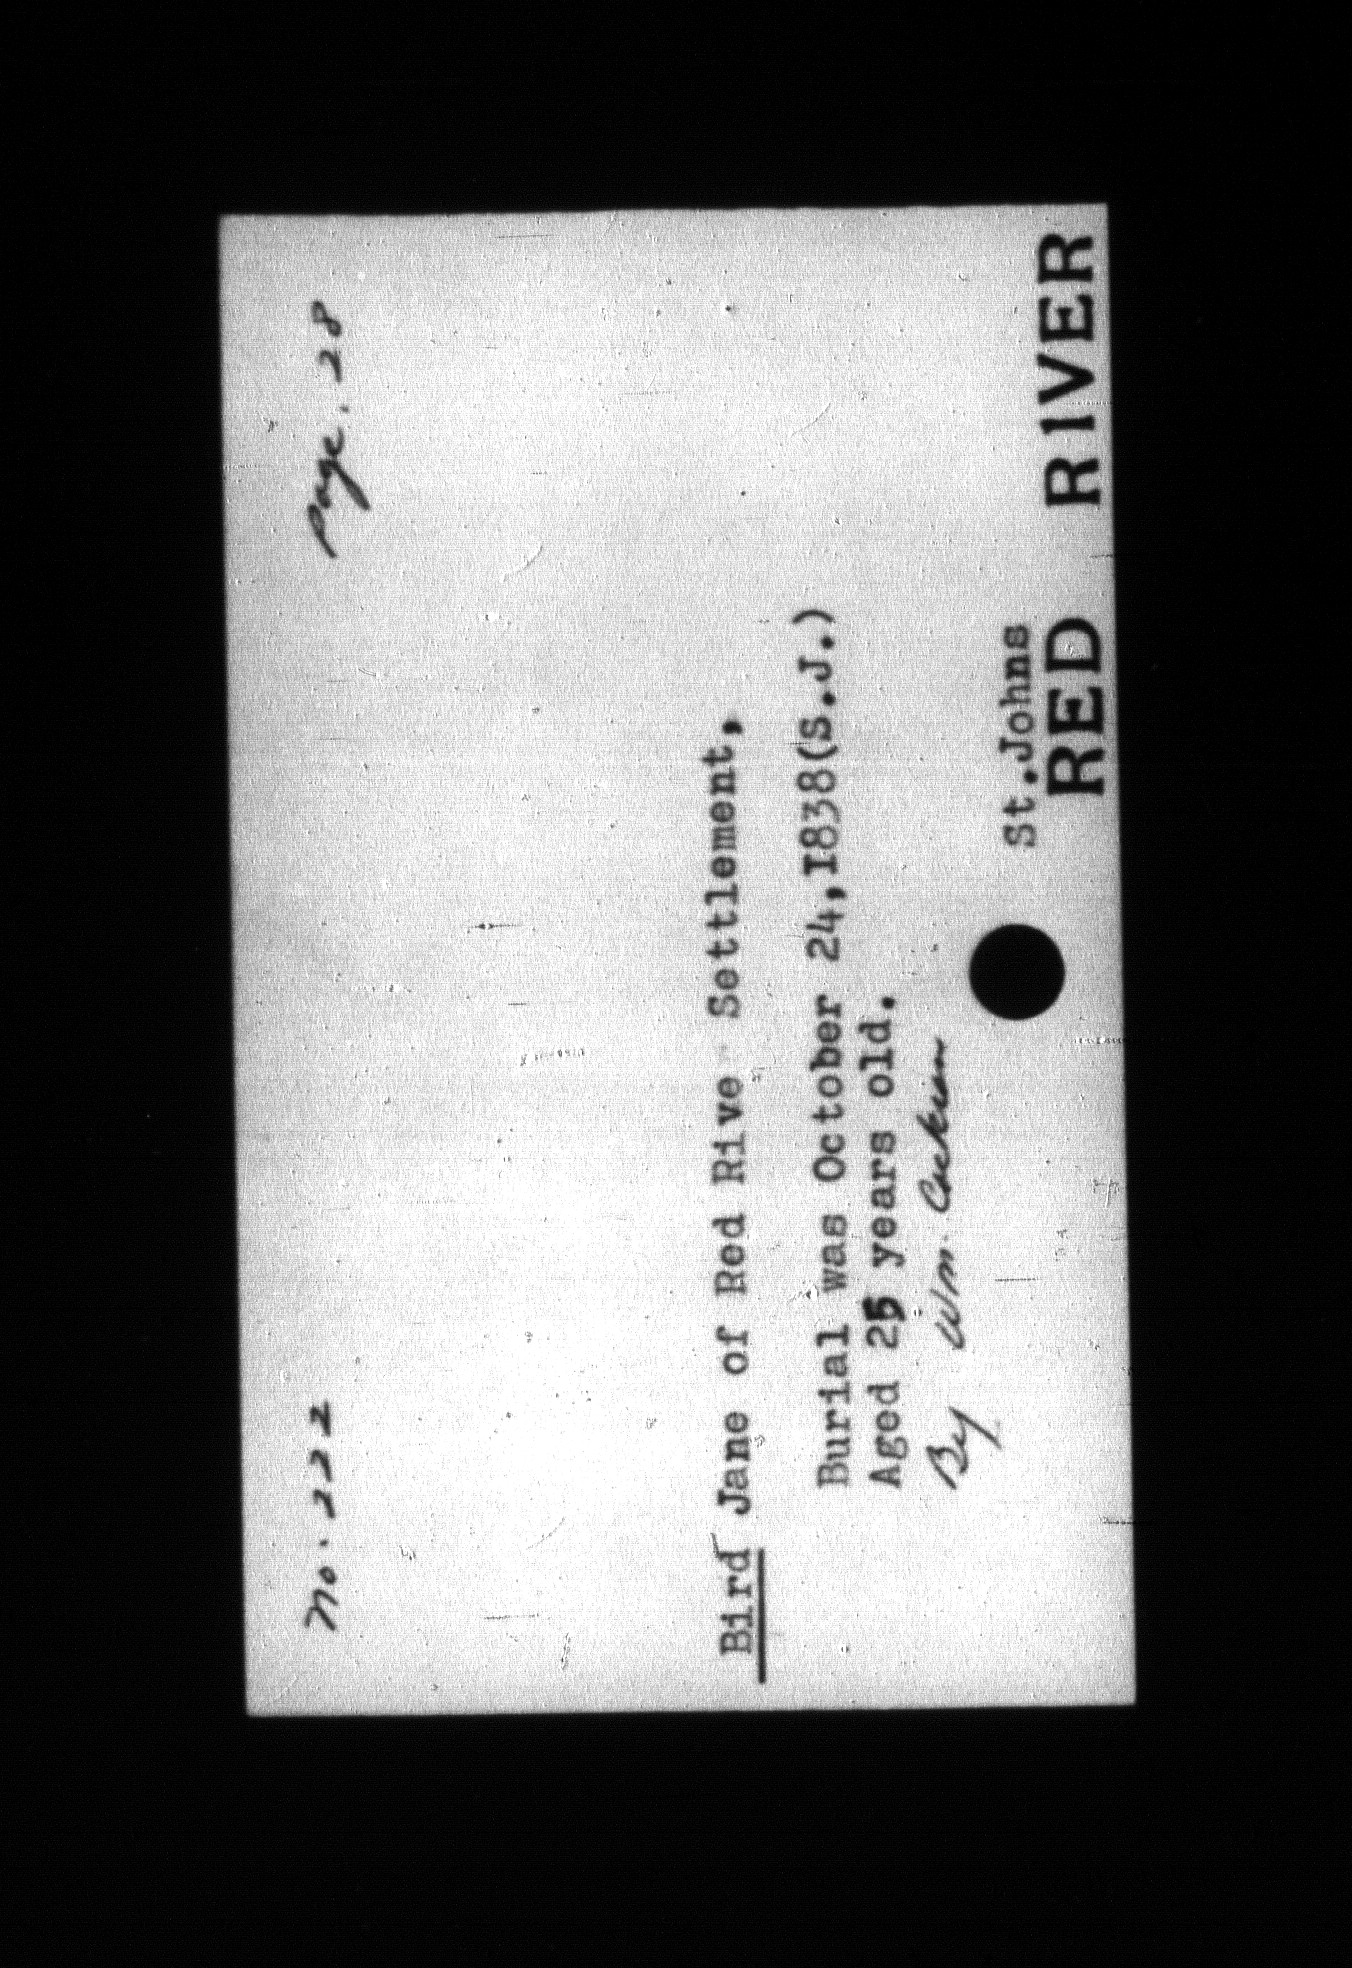 No. 222
Page. 28
Bird Jane of Red Rive Settlement,
Burial was October 24,I838(S.J.)
Aged 25 years old.
By Wm. Cockran
St.Johns
RED RIVER